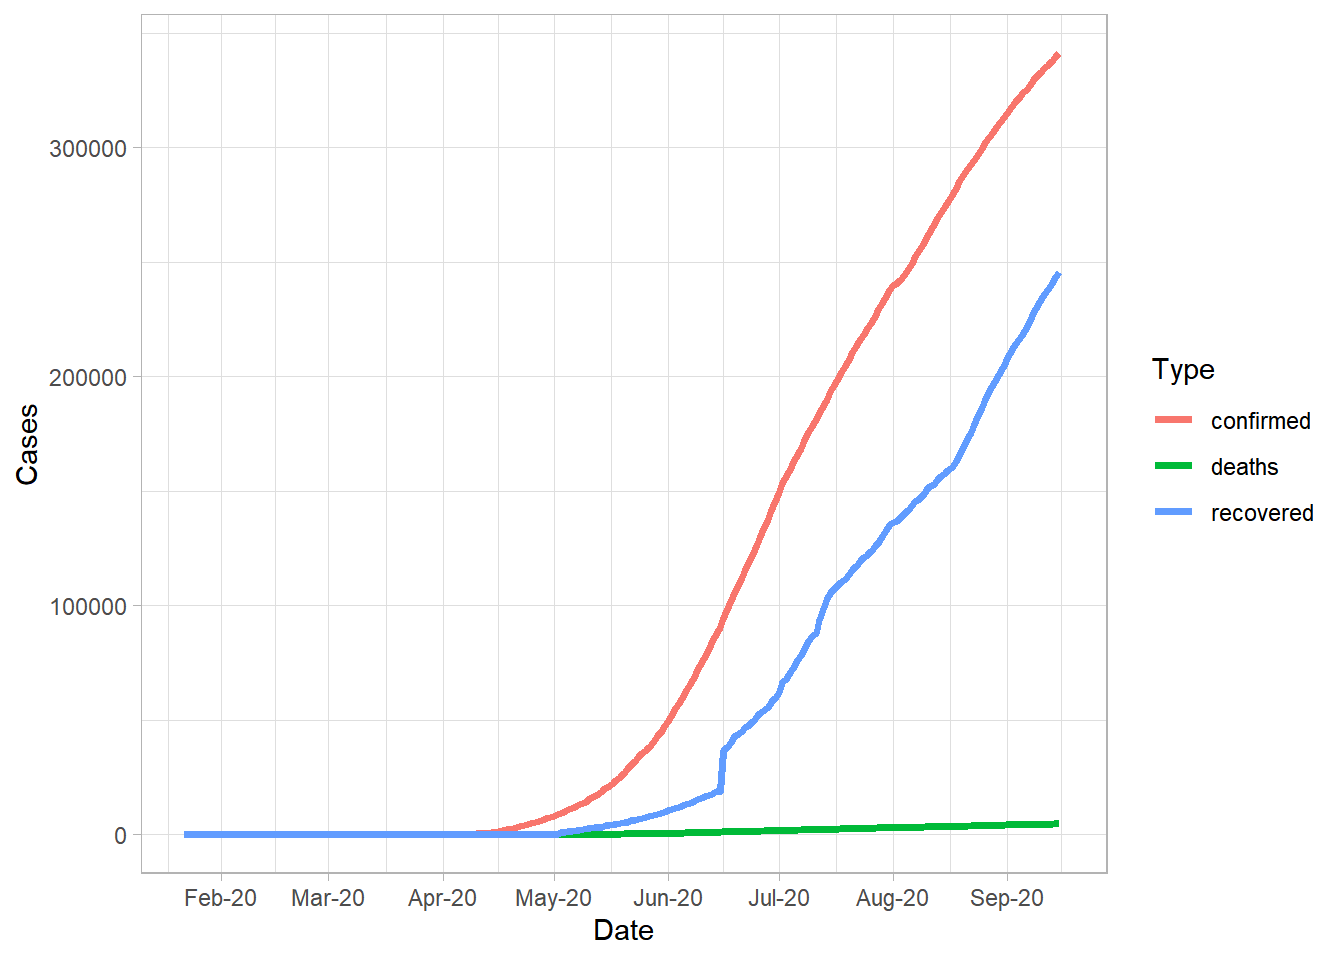 300000
200000
100000
0
Cases
Feb-20 Mar-20 Apr-20 May-20 Jun-20 Jul-20 Aug-20 Sep-20
Date
Type
confirmed
deaths
recovered